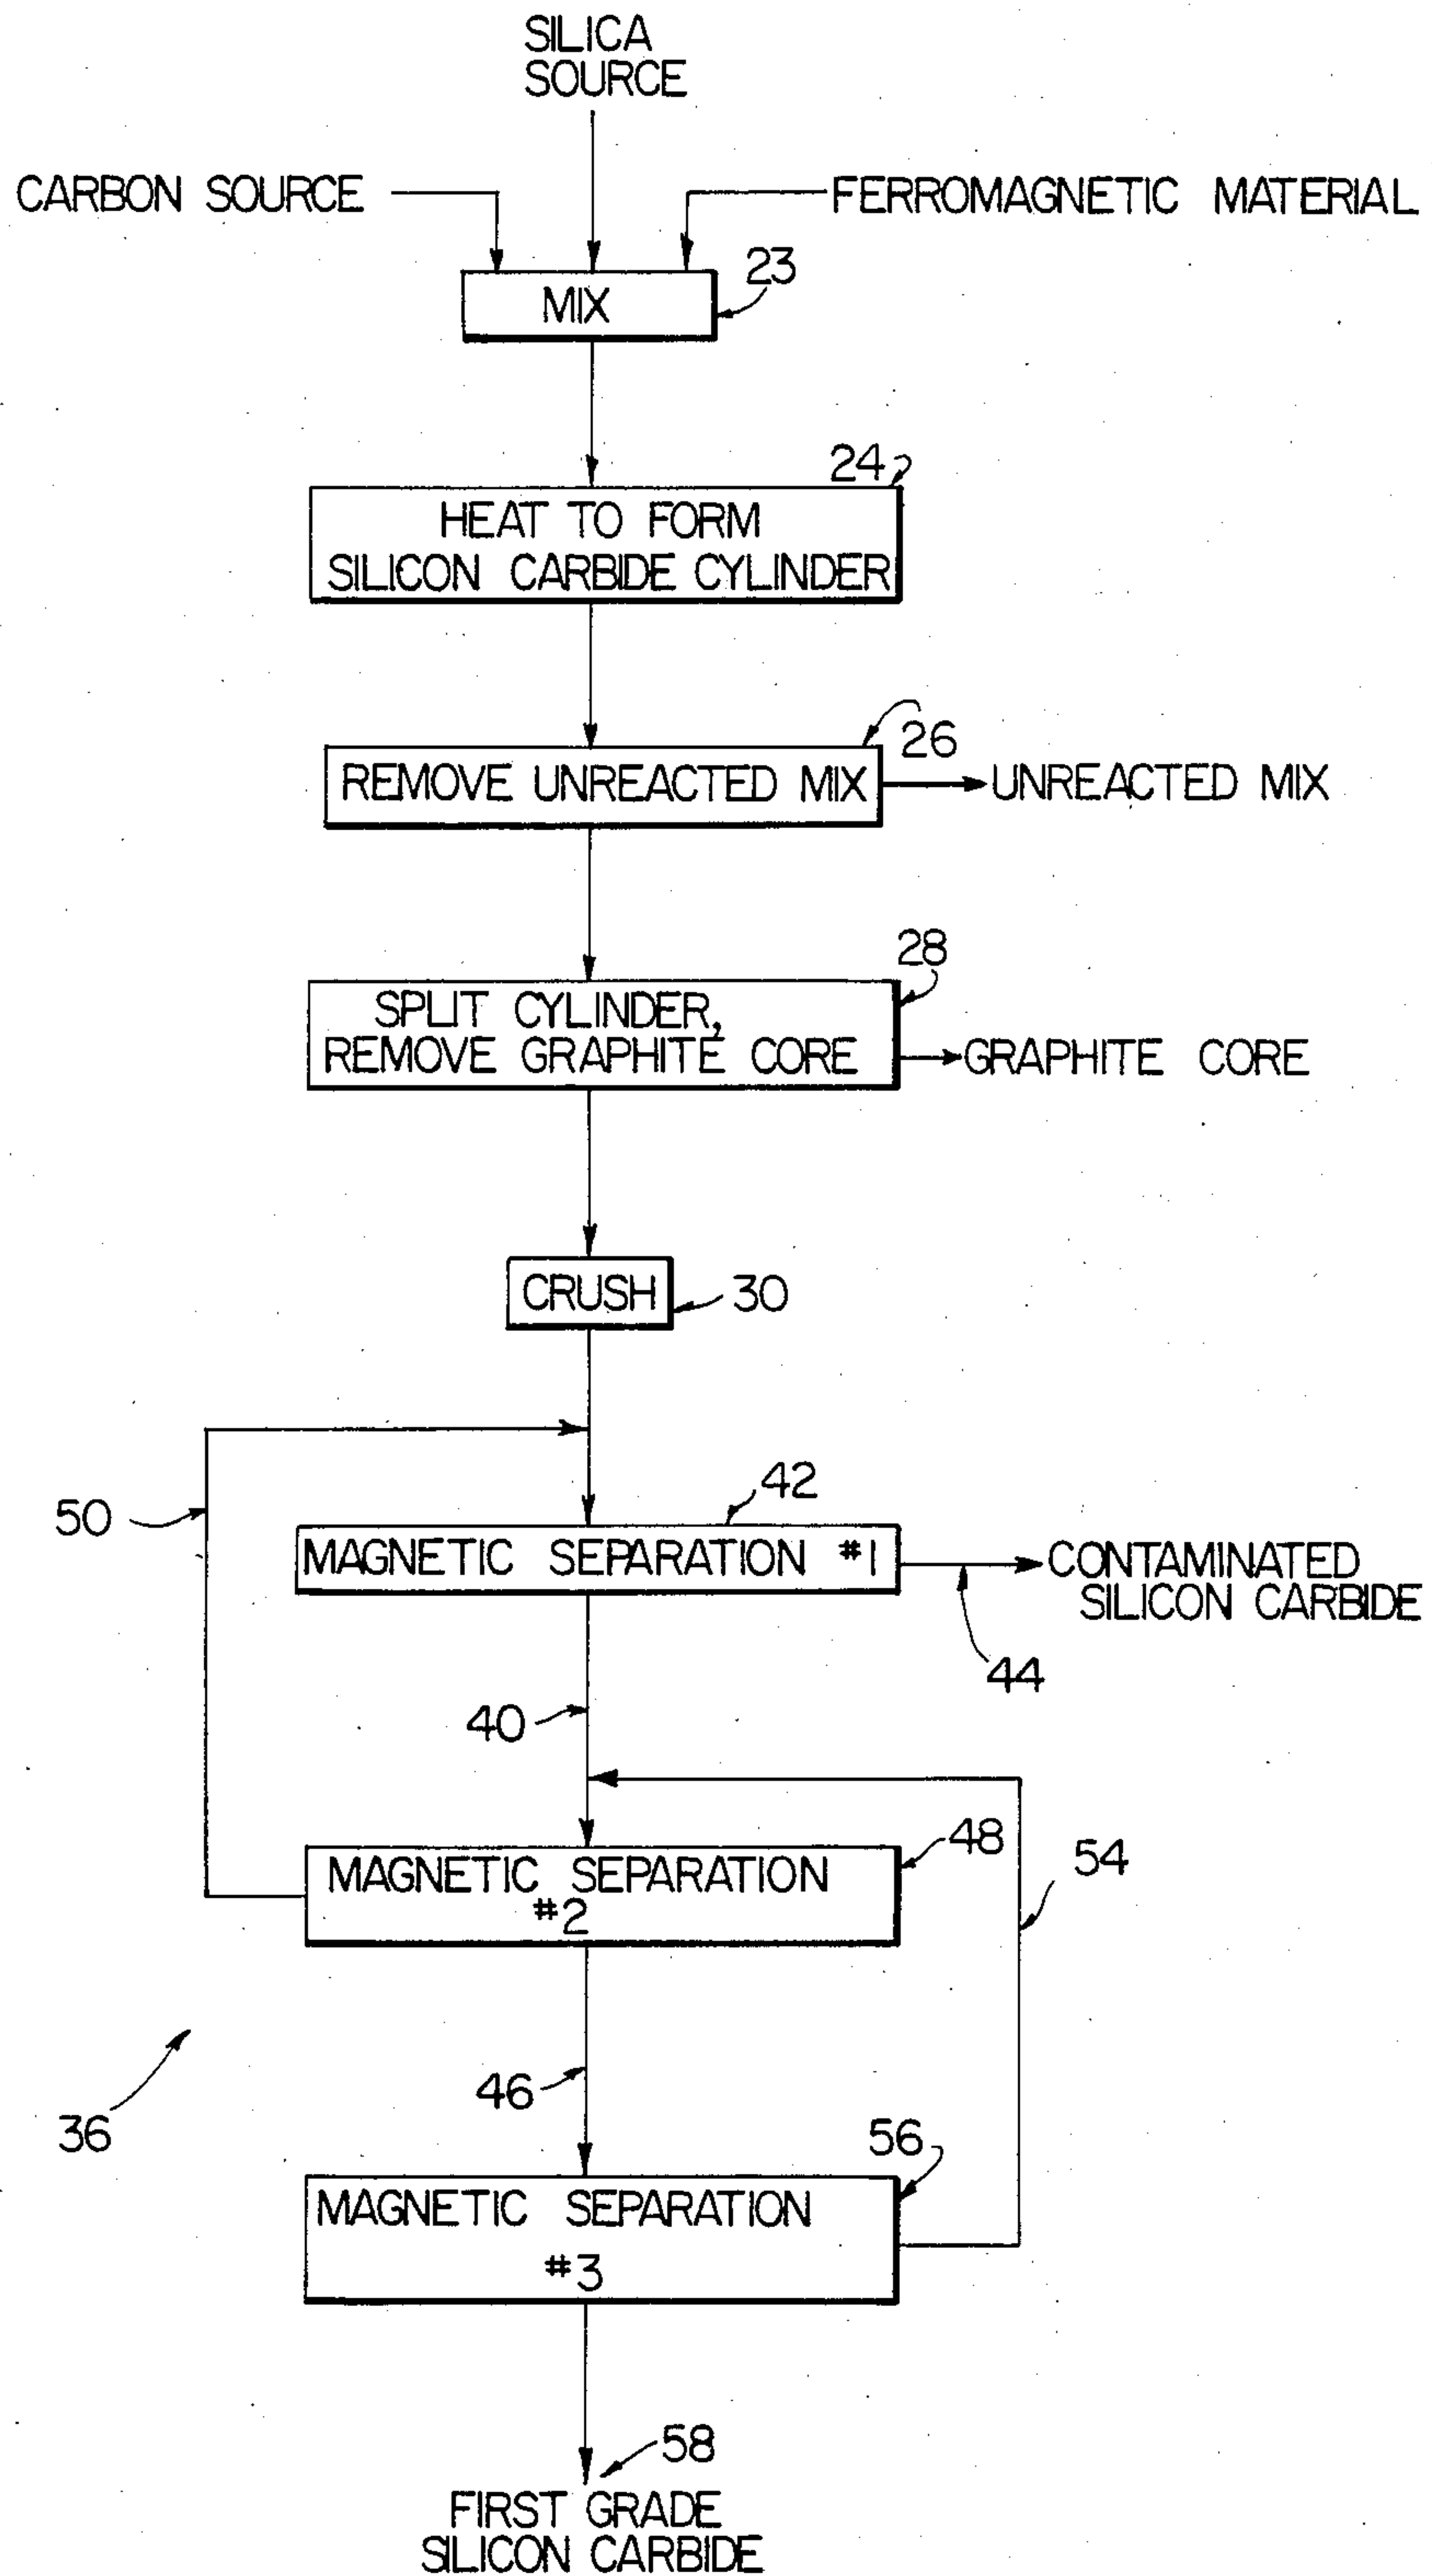 SILICA
SOURCE
CARBON SOURCE
FERROMAGNETIC MATERIAL
23
MIX
24
HEAT TO FORM
SILICON CARBIDE CYLINDER
26
REMOVE UNREACTED MIX
UNREACTED MIX
28
SPLIT CYLINDER,
REMOVE GRAPHITE CORE
GRAPHITE CORE
CRUSH
30
42
50
MAGNETIC SEPARATION #1
CONTAMINATED
SILICON CARBIDE
44
40
48
54
MAGNETIC SEPARATION
#2
46
36
56
MAGNETIC SEPARATION
#3
58
FIRST GRADE
SILICON CARBIDE